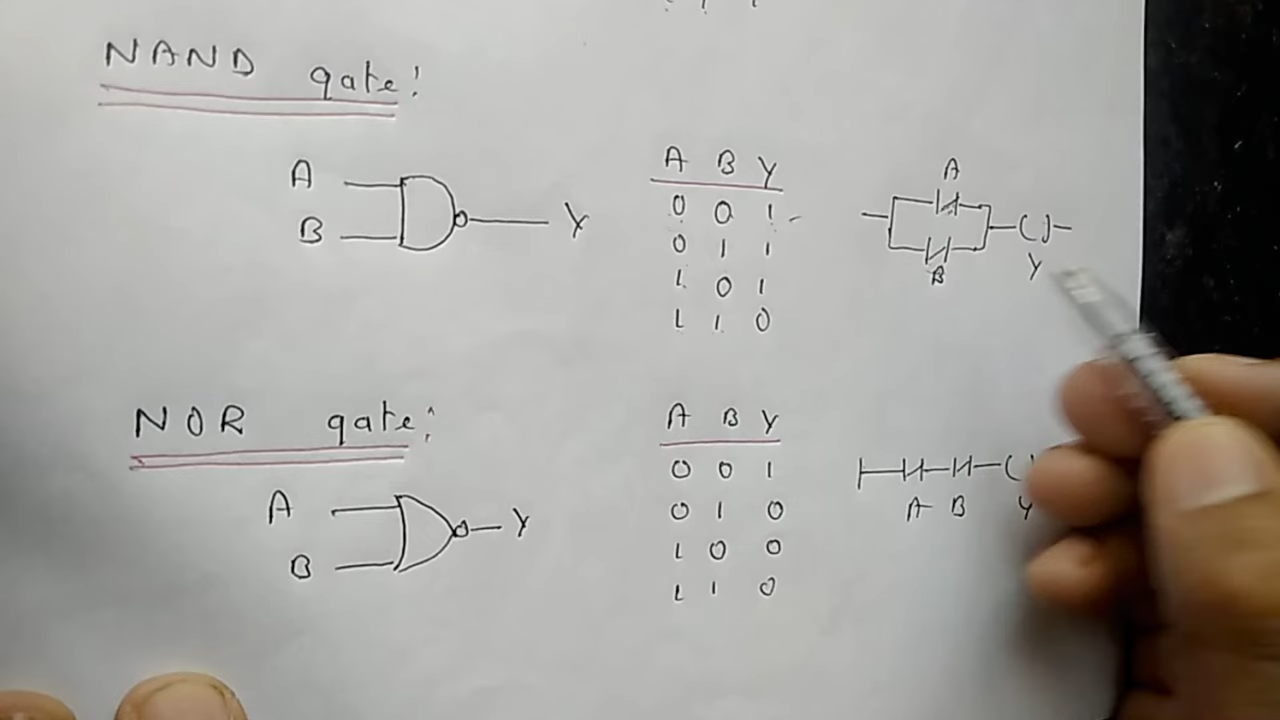 NAND gate:
A
B
Y
A B Y
0 0 1
0 1 1
1 0 1
1 1 0
A
B
Y
NOR gate:
A
B
Y
A B Y
0 0 1
0 1 0
1 0 0
1 1 0
A B Y